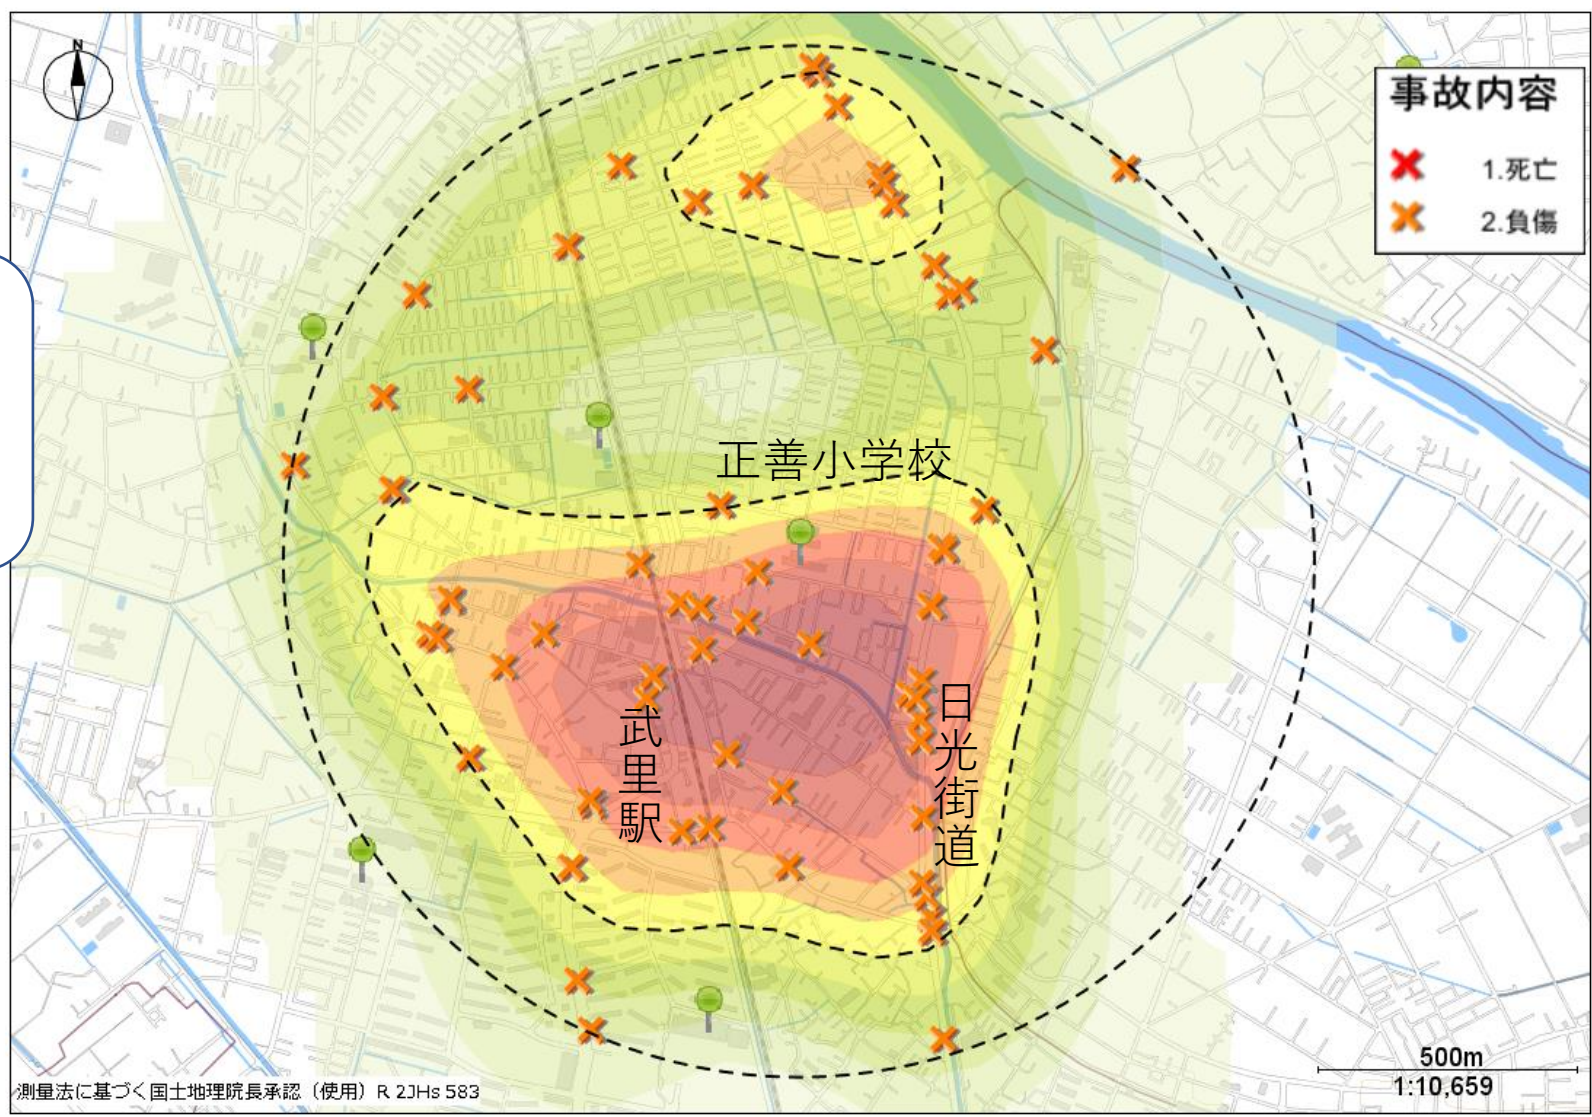 N
事故内容
1.死亡
2.負傷
正善小学校
武里駅
日光街道
500m
1:10,659
測量法に基づく国土地理院長承認（使用）R 2JHs 583